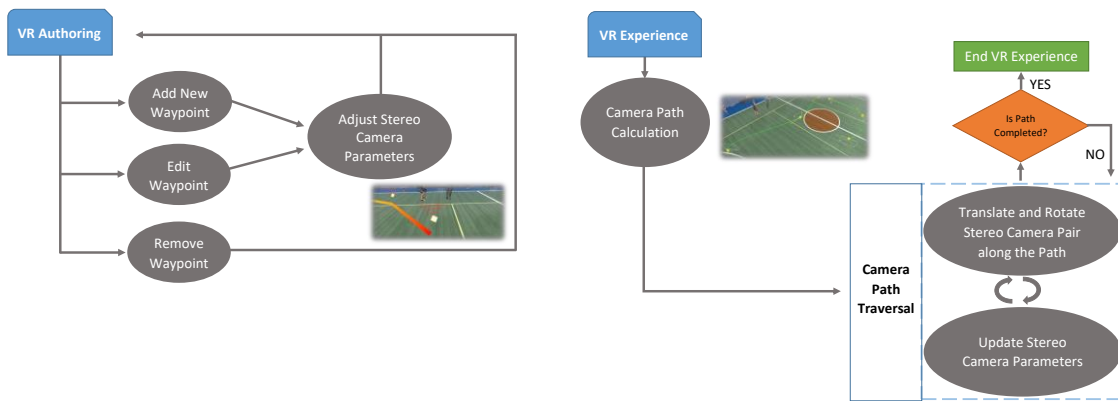 VR Authoring
Add New
Waypoint
Edit
Waypoint
Remove
Waypoint
Adjust Stereo
Camera
Parameters
VR Experience
Camera Path
Calculation
End VR Experience
YES
Is Path
Completed?
NO
Camera
Path
Traversal
Translate and Rotate
Stereo Camera Pair
along the Path
Update Stereo
Camera Parameters